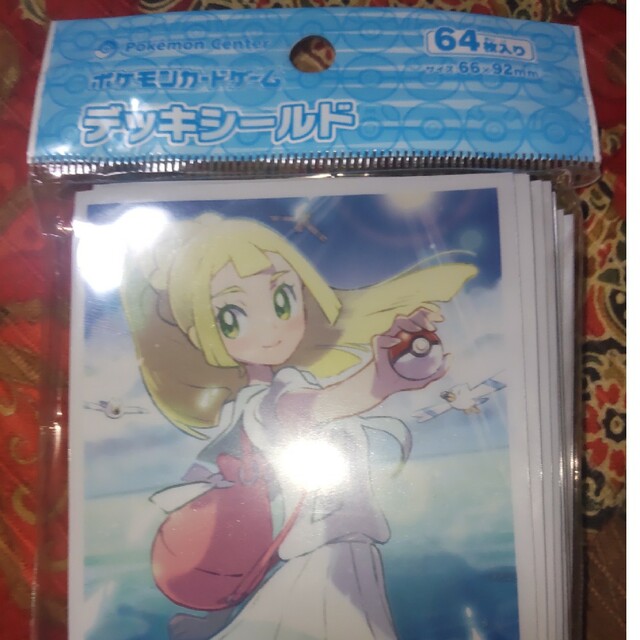 Pokémon Center
64枚入り
サイズ 66×92mm
ポケモンカードゲーム
デッキシールド